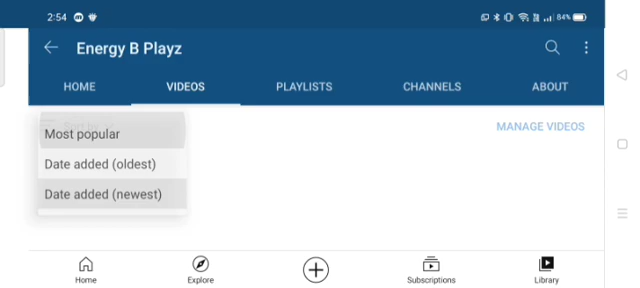 2:54
84%
Energy B Playz
HOME VIDEOS PLAYLISTS CHANNELS ABOUT
Most popular
MANAGE VIDEOS
Date added (oldest)
Date added (newest)
Home Explore Subscriptions Library